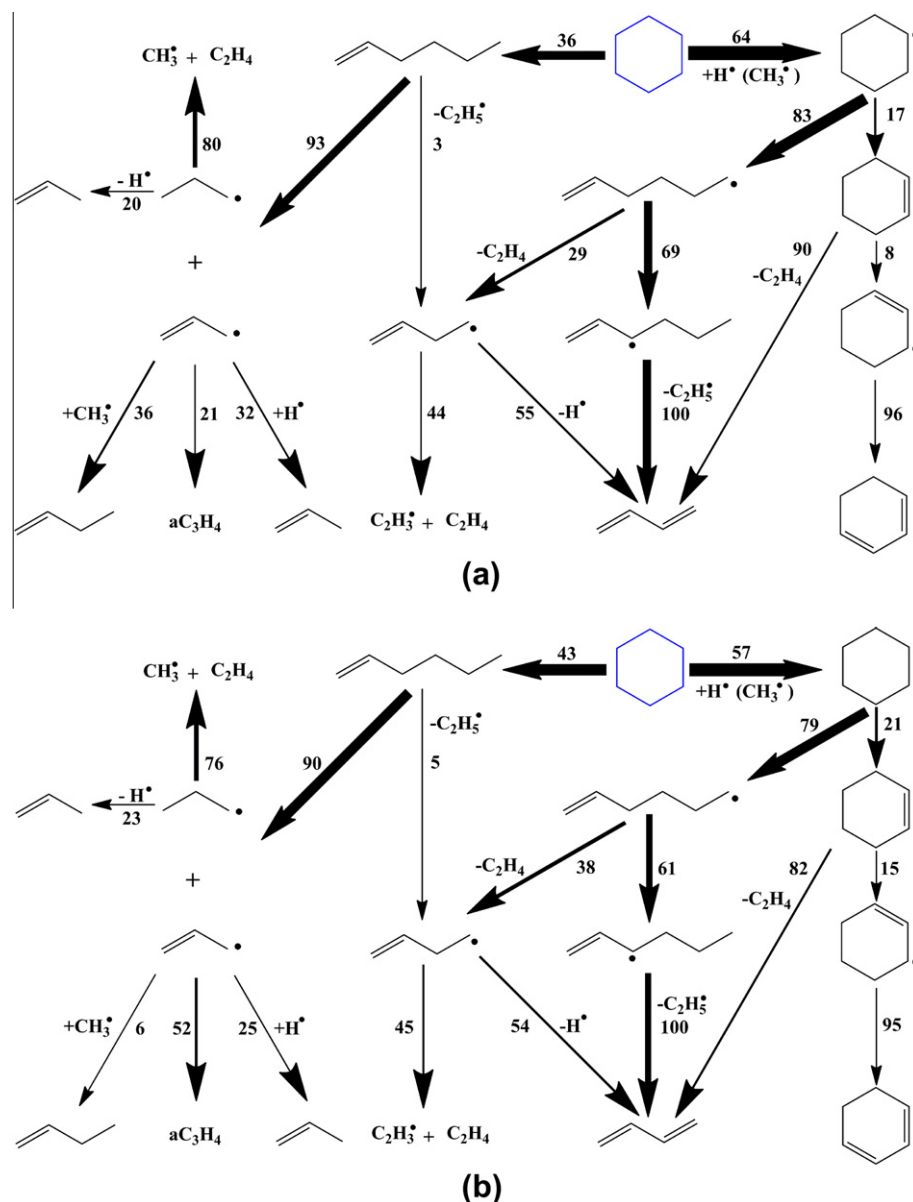 CH₃• + C₂H₄
36
64
+H• (CH₃•)
-C₂H₅•
83
17
80
93
3
- H•
20
-C₂H₄
29
69
90
-C₂H₄
8
+
+CH₃•
36
21
32
+H•
44
55
-H•
-C₂H₅•
100
96
aC₃H₄
C₂H₃• + C₂H₄
(a)
CH₃• + C₂H₄
43
57
+H• (CH₃•)
-C₂H₅•
79
21
76
90
5
- H•
23
-C₂H₄
38
61
82
-C₂H₄
15
+
+CH₃•
6
52
25
+H•
45
54
-H•
-C₂H₅•
100
95
aC₃H₄
C₂H₃• + C₂H₄
(b)